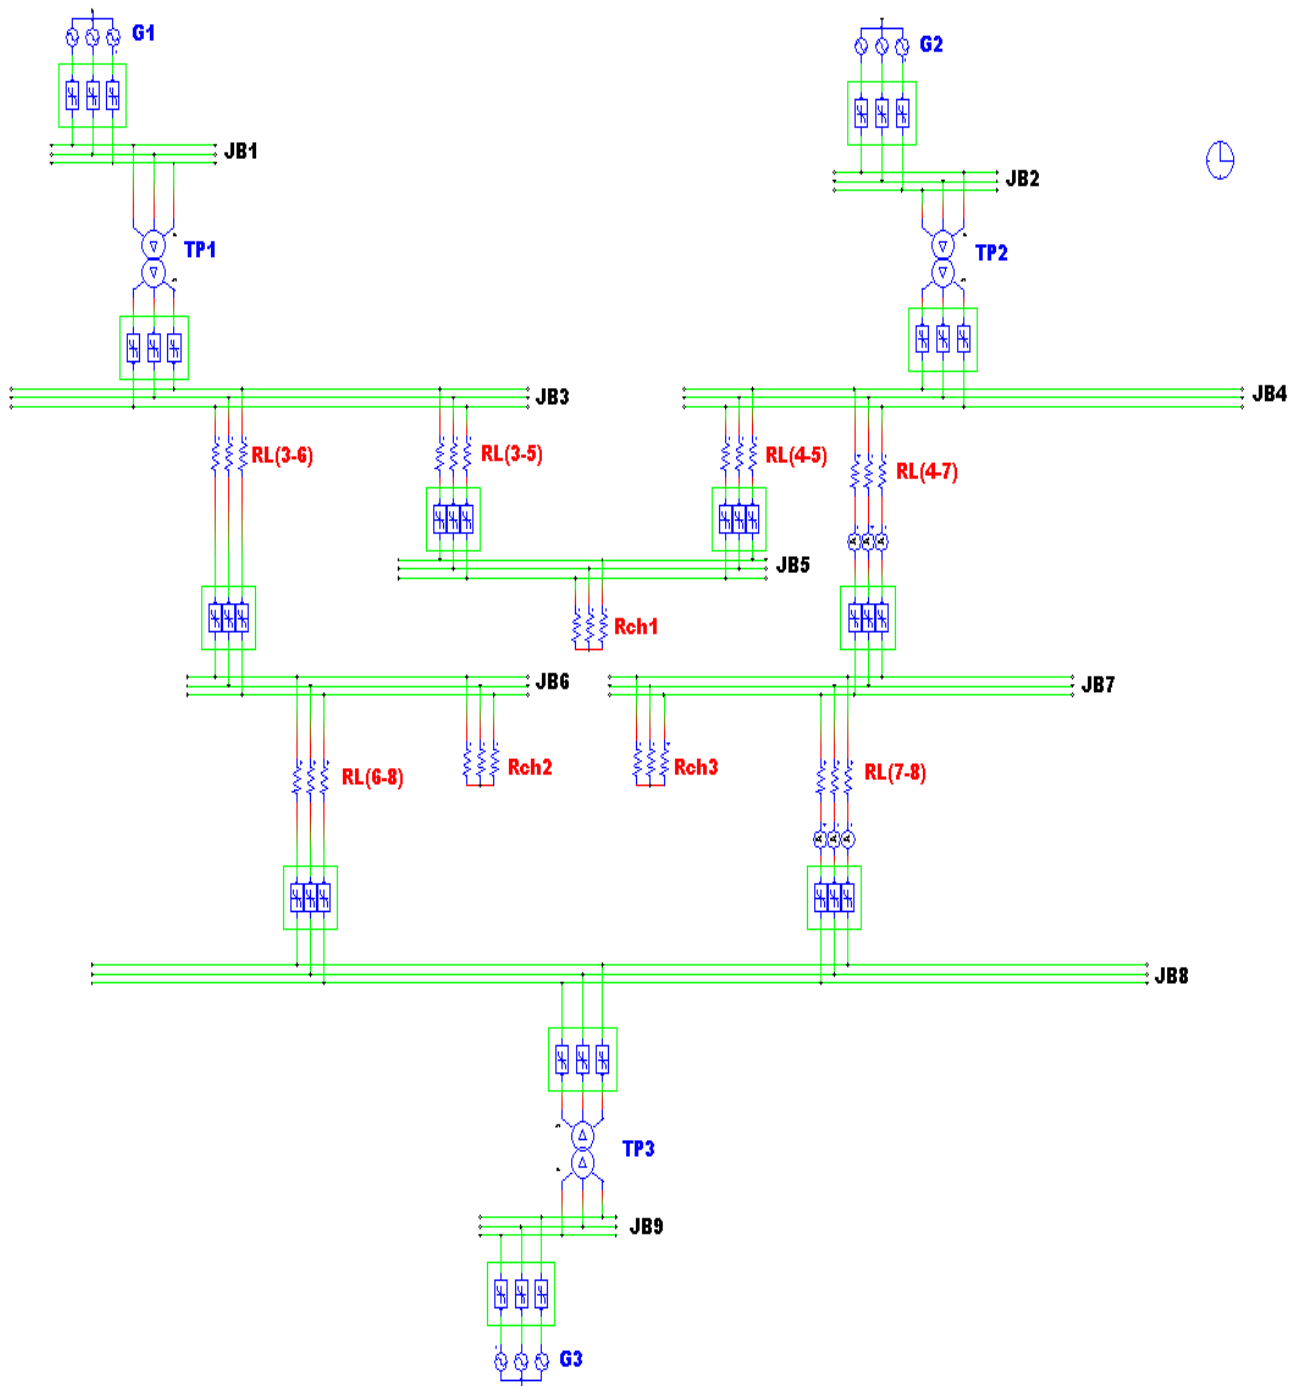 G1
G2
JB1
JB2
TP1
TP2
JB3
JB4
RL(3-6)
RL(3-5)
RL(4-5)
RL(4-7)
A A A
JB5
Rch1
JB6
JB7
RL(6-8)
Rch2
Rch3
RL(7-8)
A A A
JB8
TP3
JB9
G3